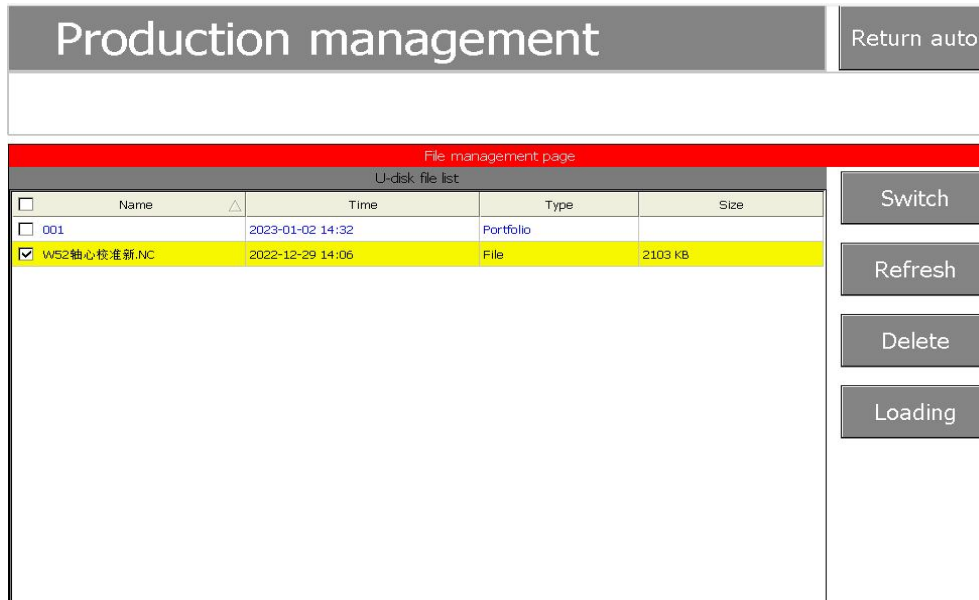 Production management
Return auto
File management page
U-disk file list
Name Time Type Size
001 2023-01-02 14:32 Portfolio
W52轴心校准新.NC 2022-12-29 14:06 File 2103 KB
Switch
Refresh
Delete
Loading